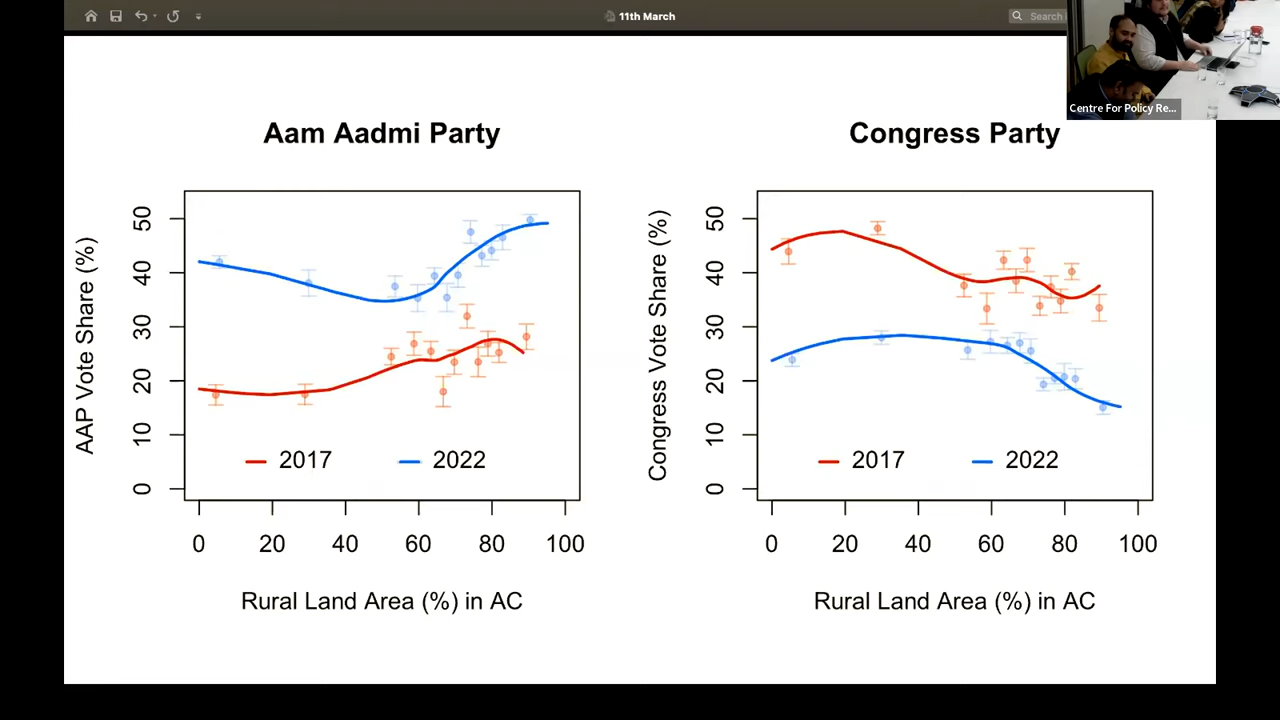 11th March
Search i
Centre For Policy Re...
Aam Aadmi Party
Congress Party
AAP Vote Share (%)
50
40
30
20
10
0
2017
2022
0 20 40 60 80 100
Rural Land Area (%) in AC
Congress Vote Share (%)
50
40
30
20
10
0
2017
2022
0 20 40 60 80 100
Rural Land Area (%) in AC